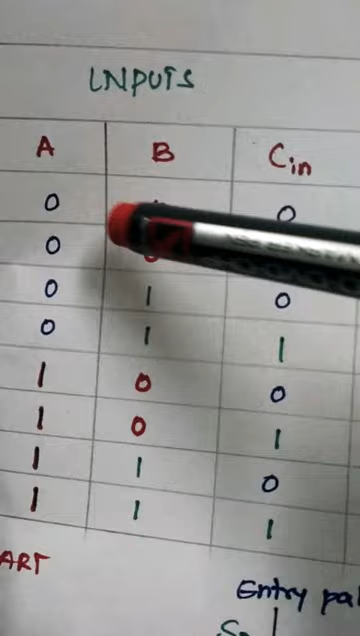 INPUTS
A B Cin
0 0
0
0 1 0
0 1 1
1 0 0
1 0 1
1 1 0
1 1 1
ART
Entry pa